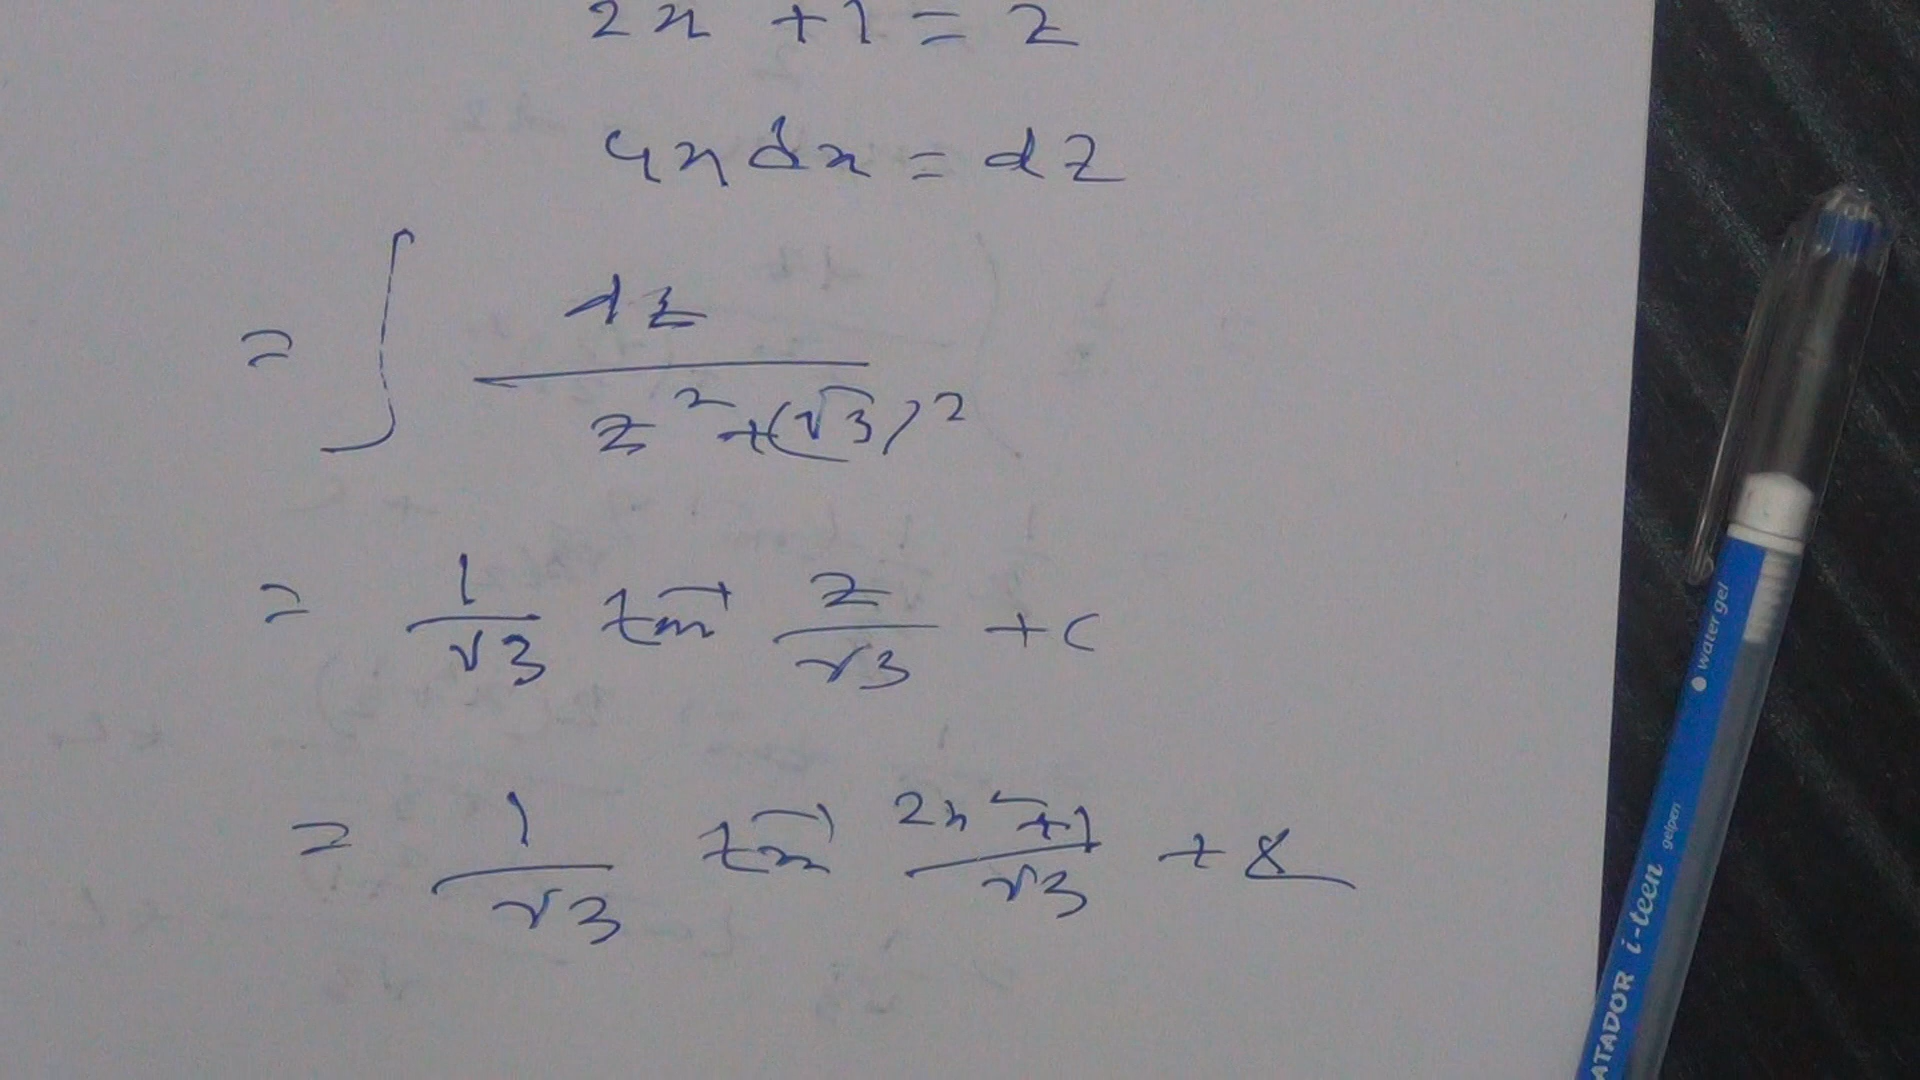 2x + 1 = z
4x dx = dz
= ∫ dz / z² + (√3)²
= 1/√3 tan⁻¹ z/√3 + c
= 1/√3 tan⁻¹ 2x² + 1/√3 +
water gel
MATADOR i-teen gelpen